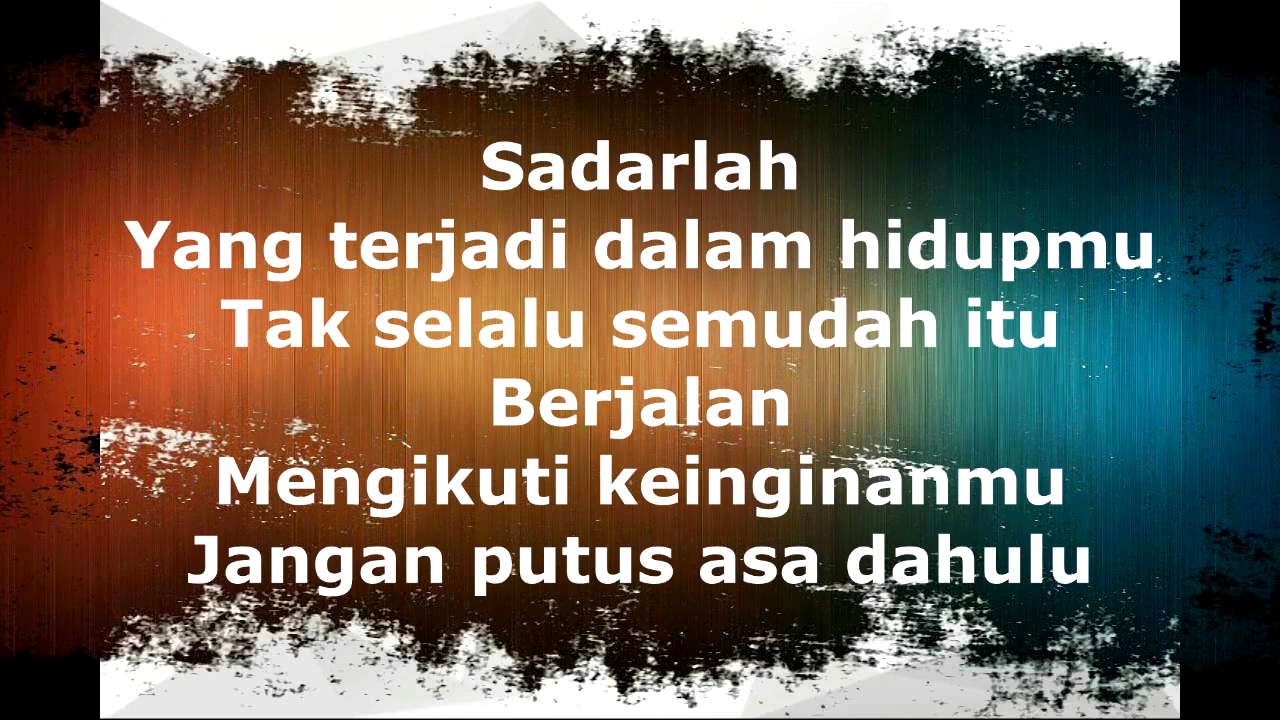 Sadarlah
Yang terjadi dalam hidupmu
Tak selalu semudah itu
Berjalan
Mengikuti keinginanmu
Jangan putus asa dahulu